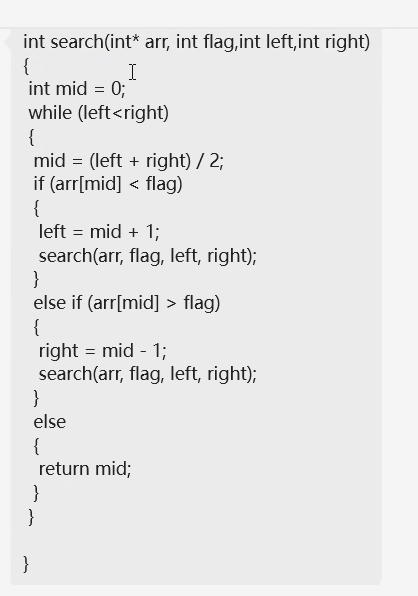 int search(int* arr, int flag,int left,int right)
{
int mid = 0;
while (left<right)
{
mid = (left + right) / 2;
if (arr[mid] < flag)
{
left = mid + 1;
search(arr, flag, left, right);
}
else if (arr[mid] > flag)
{
right = mid - 1;
search(arr, flag, left, right);
}
else
{
return mid;
}
}
}